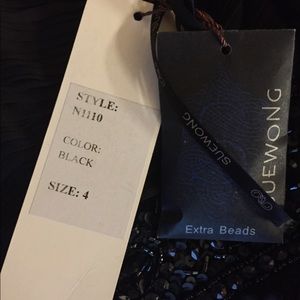 STYLE:
N1110
COLOR:
BLACK
SIZE: 4
SUEWONG
SUEWONG
Extra Beads